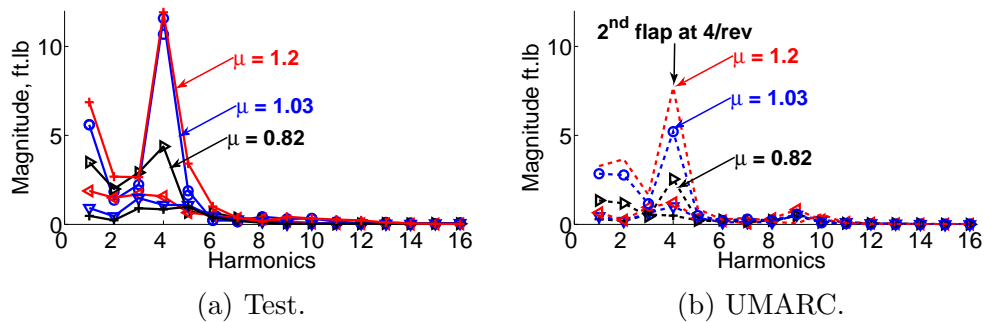 Magnitude, ft.lb
10
5
0
μ = 1.2
μ = 1.03
μ = 0.82
0 2 4 6 8 10 12 14 16
Harmonics
(a) Test.
Magnitude, ft.lb
10
5
0
2nd flap at 4/rev
μ = 1.2
μ = 1.03
μ = 0.82
0 2 4 6 8 10 12 14 16
Harmonics
(b) UMARC.